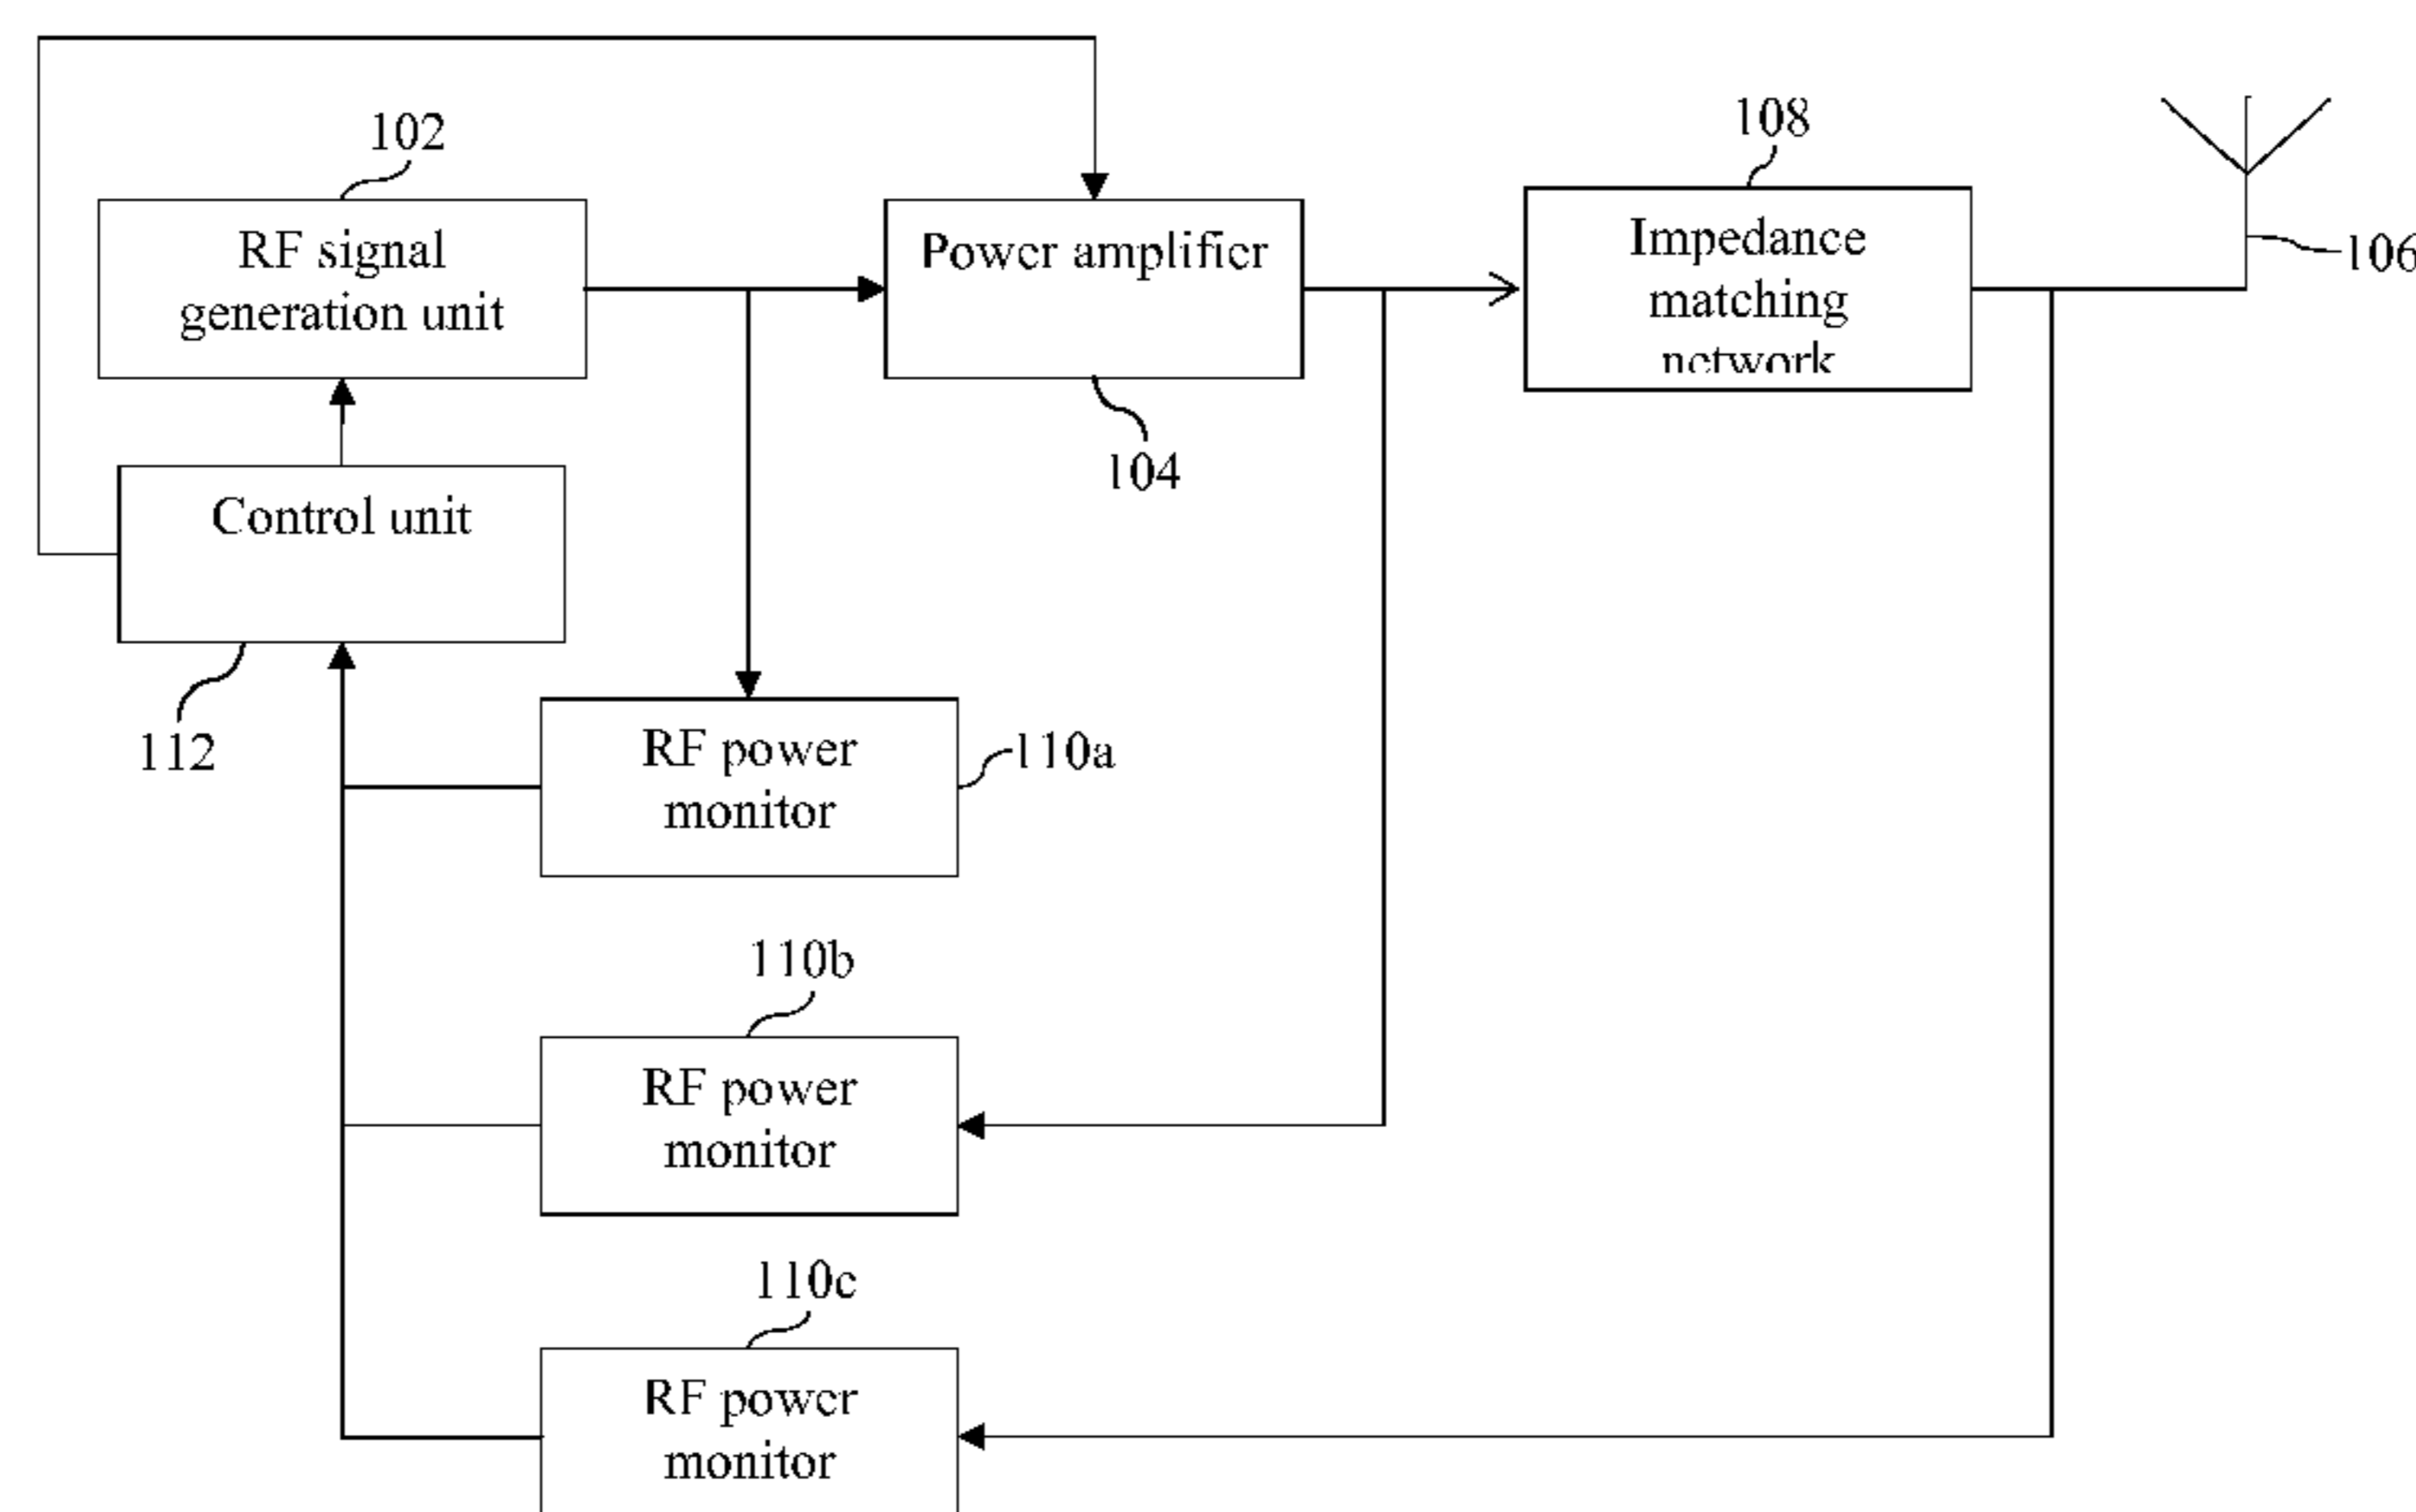 102
108
RF signal
generation unit
Power amplifier
Impedance
matching
network
106
104
Control unit
112
RF power
monitor
110a
110b
RF power
monitor
110c
RF power
monitor